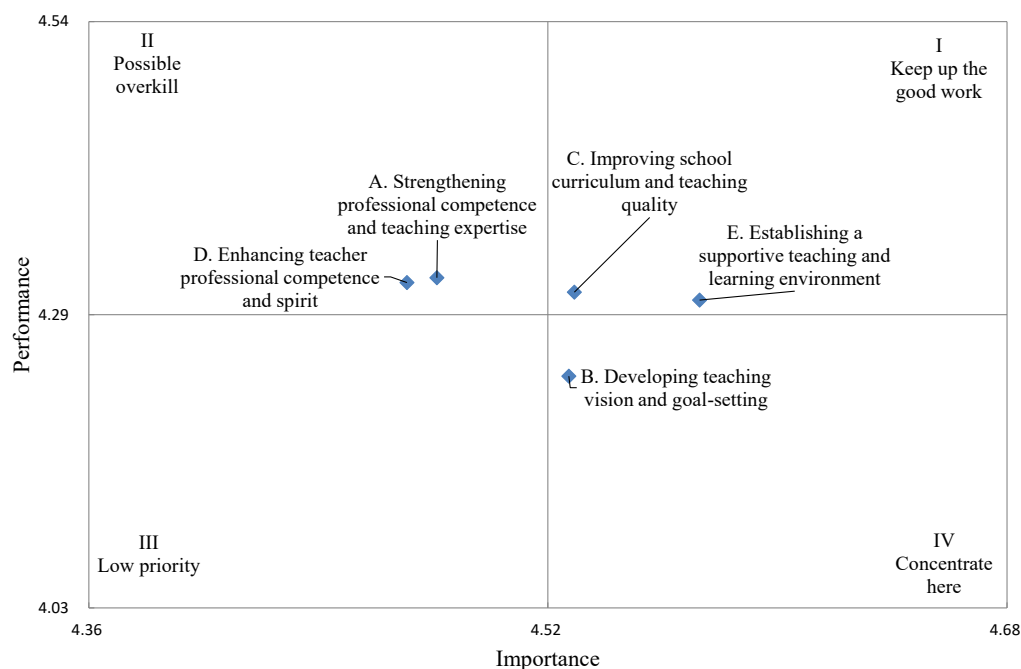 4.54
II
Possible
overkill
I
Keep up the
good work
C. Improving school
curriculum and teaching
quality
A. Strengthening
professional competence
and teaching expertise
E. Establishing a
supportive teaching and
learning environment
D. Enhancing teacher
professional competence
and spirit
Performance
4.29
B. Developing teaching
vision and goal-setting
III
Low priority
IV
Concentrate
here
4.03
4.36
4.52
4.68
Importance